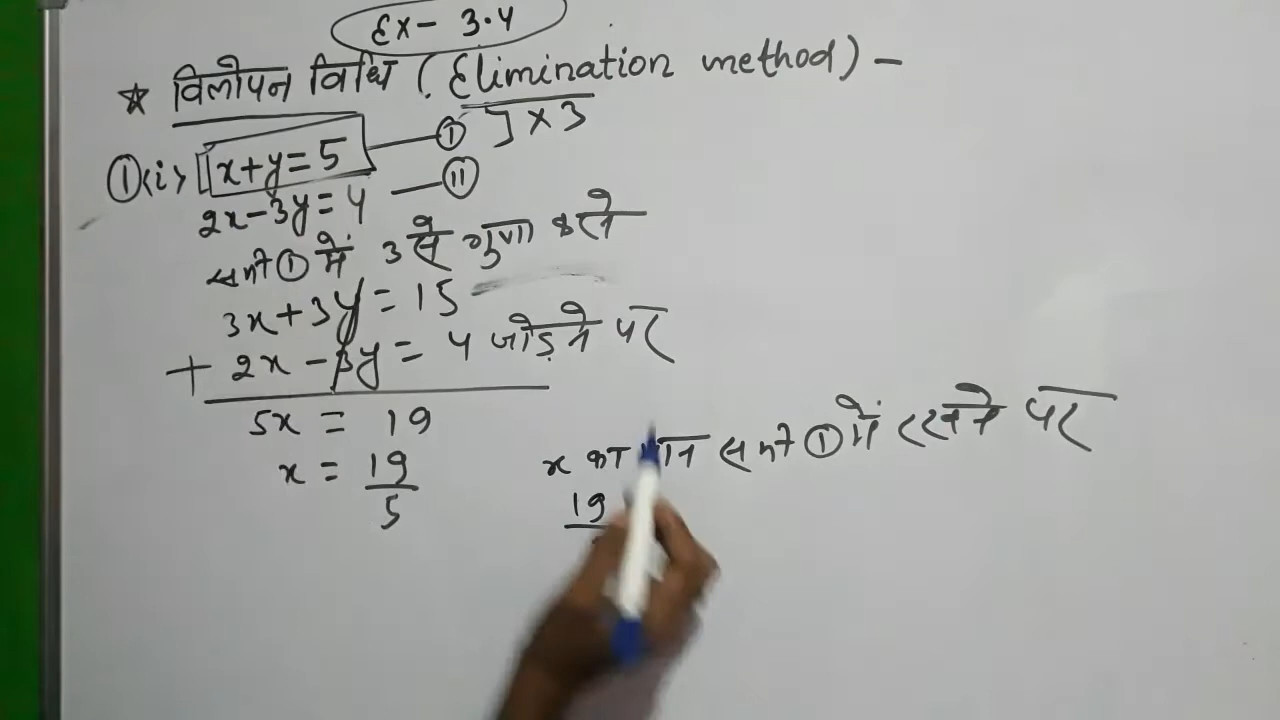 Ex- 3.4
★ विलोपन विधि (Elimination method) -
①(i) x+y=5 — ① ] x 3
2x-3y=4 — ②
समी ① में 3 से गुणा करने
3x+3y=15
+ 2x-3y=4 जोड़ने पर
5x = 19
x = 19/5
x का मान समी ① में रखने पर
19